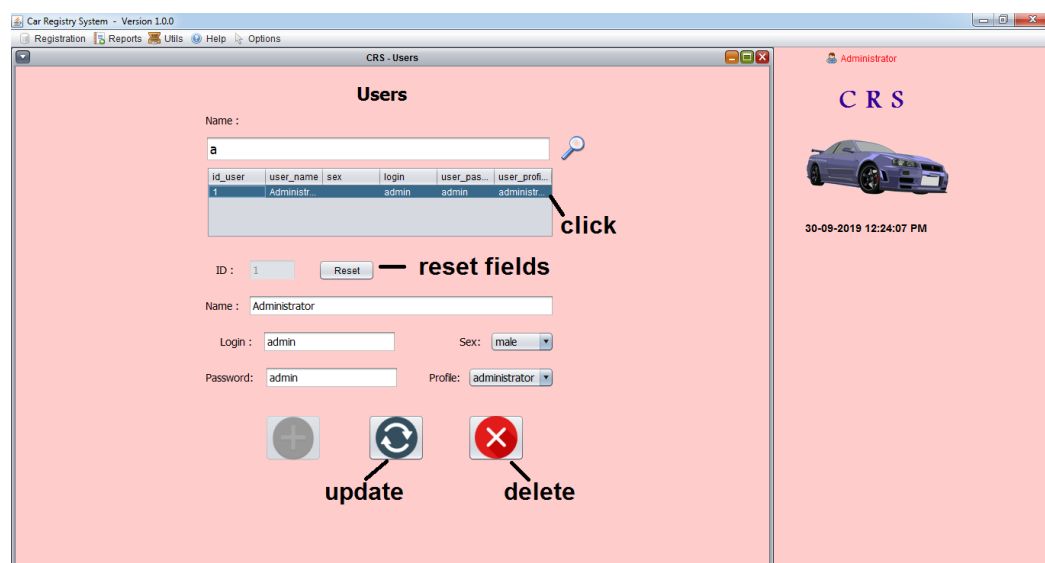 Car Registry System - Version 1.0.0
Registration Reports Utils Help Options
CRS - Users
Administrator
Users
C R S
Name :
a
id_user user_name sex login user_pas... user_profi...
1 Administr... admin admin administr...
click
30-09-2019 12:24:07 PM
ID : 1 Reset reset fields
Name : Administrator
Login : admin Sex: male
Password: admin Profile: administrator
update delete